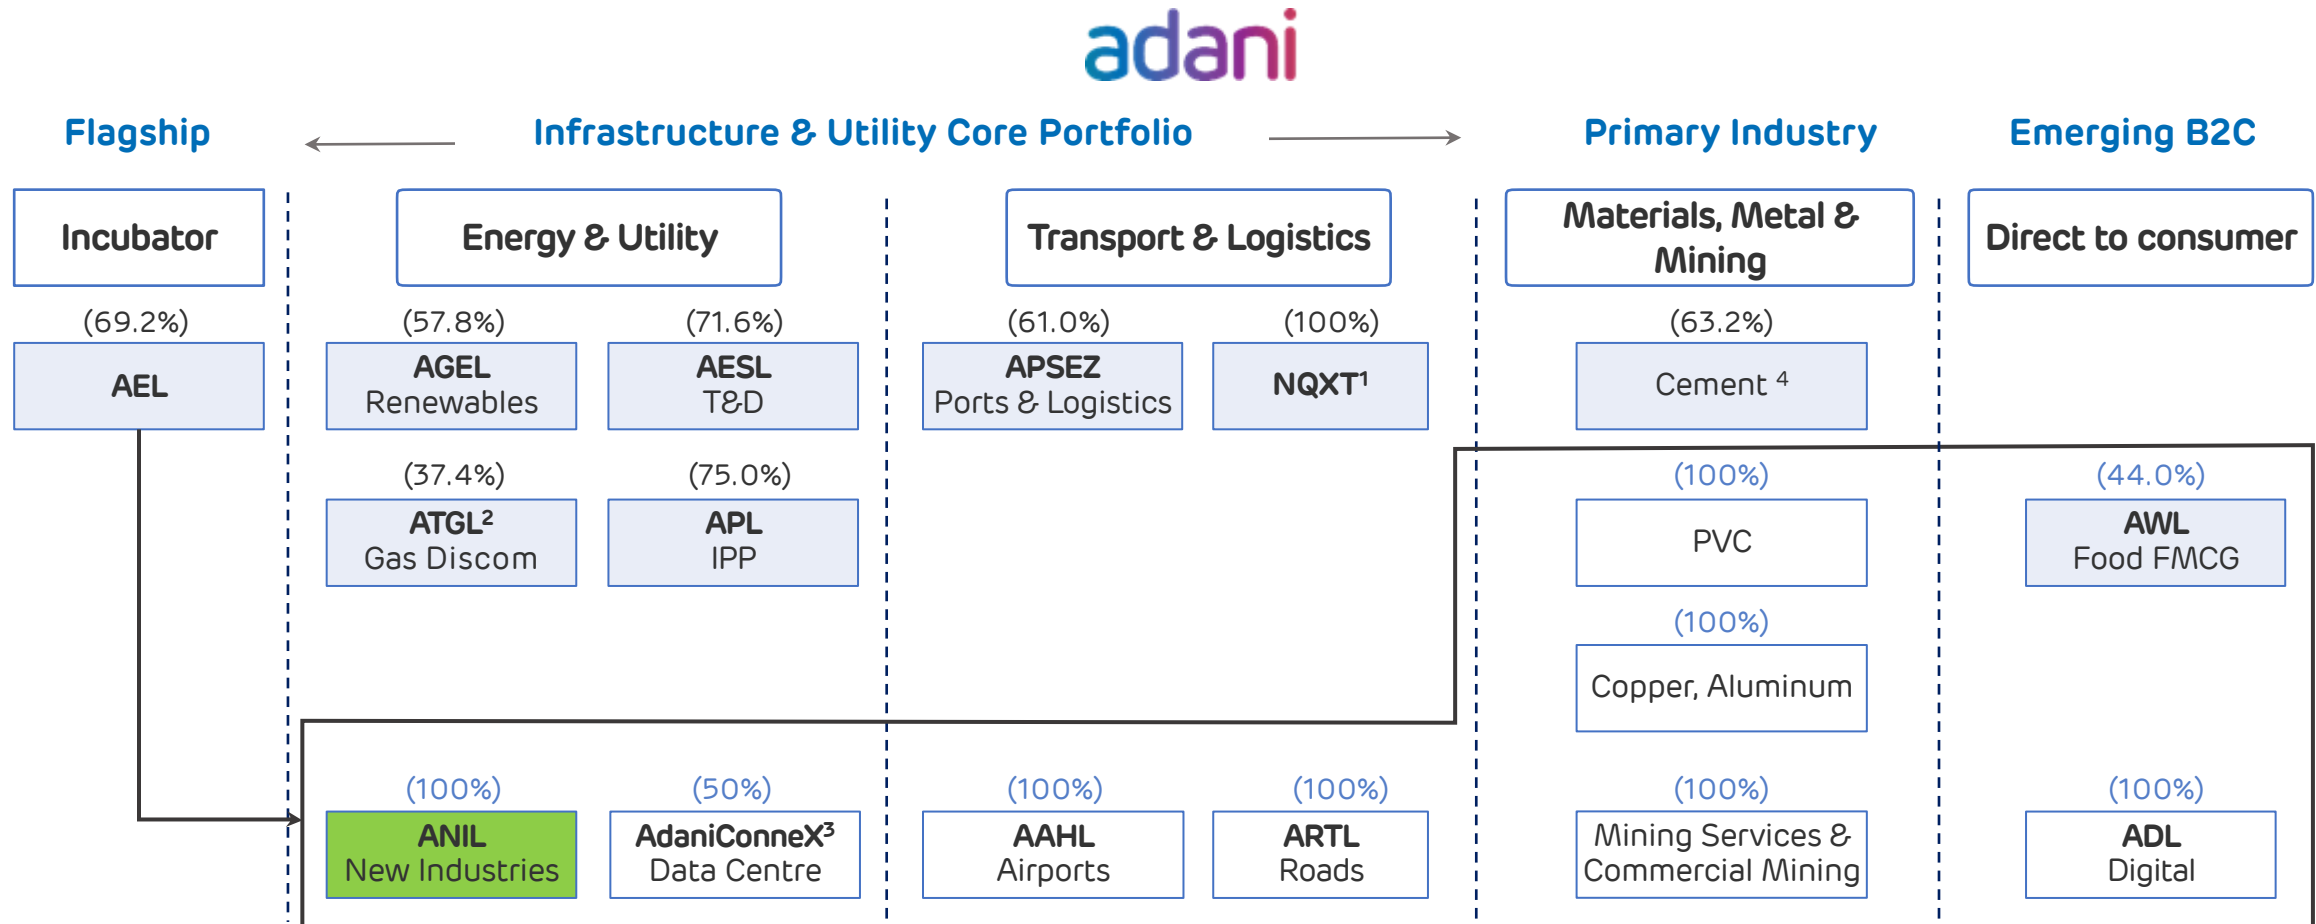 adani
Flagship
Infrastructure & Utility Core Portfolio
Primary Industry
Emerging B2C
Incubator
Energy & Utility
Transport & Logistics
Materials, Metal &
Mining
Direct to consumer
(69.2%)
(57.8%)
(71.6%)
(61.0%)
(100%)
(63.2%)
AEL
AGEL
Renewables
AESL
T&D
APSEZ
Ports & Logistics
NQXT¹
Cement ⁴
(37.4%)
(75.0%)
(100%)
(44.0%)
ATGL²
Gas Discom
APL
IPP
PVC
AWL
Food FMCG
(100%)
Copper, Aluminum
(100%)
(50%)
(100%)
(100%)
(100%)
(100%)
ANIL
New Industries
AdaniConneX³
Data Centre
AAHL
Airports
ARTL
Roads
Mining Services &
Commercial Mining
ADL
Digital